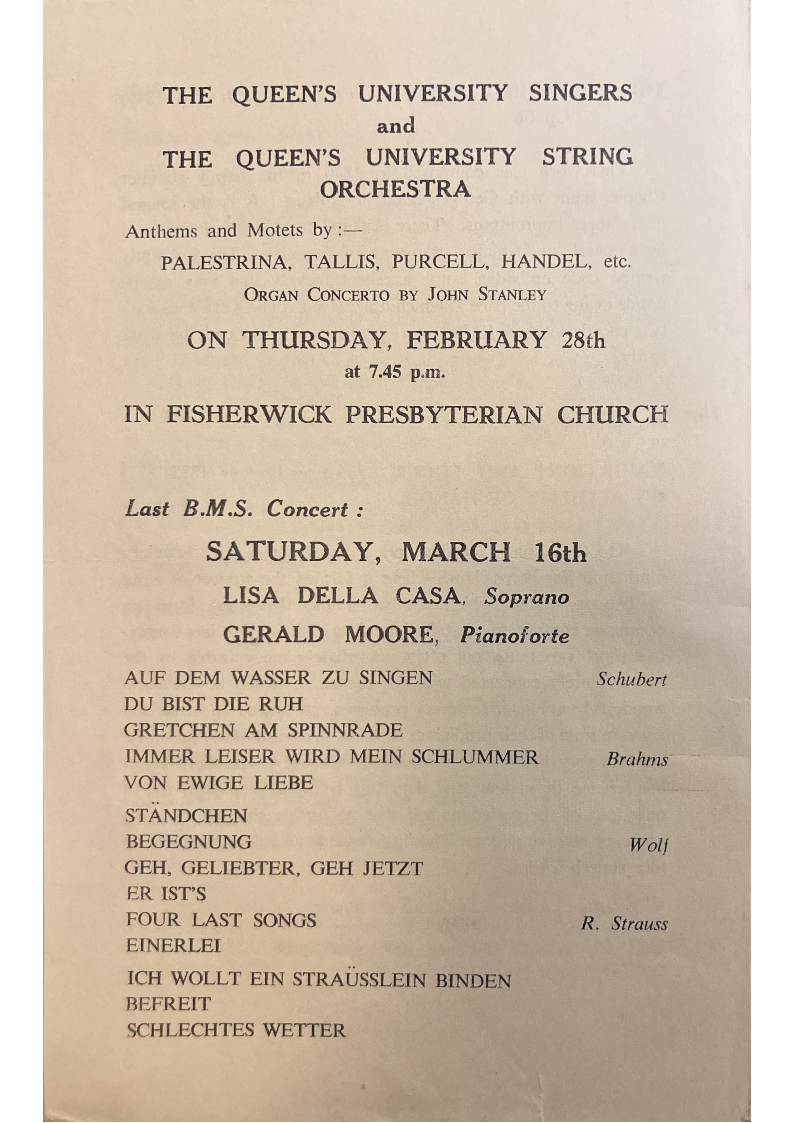 THE QUEEN'S UNIVERSITY SINGERS
and
THE QUEEN'S UNIVERSITY STRING
ORCHESTRA
Anthems and Motets by :—
PALESTRINA, TALLIS, PURCELL, HANDEL, etc.
ORGAN CONCERTO BY JOHN STANLEY
ON THURSDAY, FEBRUARY 28th
at 7.45 p.m.
IN FISHERWICK PRESBYTERIAN CHURCH
Last B.M.S. Concert :
SATURDAY, MARCH 16th
LISA DELLA CASA, Soprano
GERALD MOORE, Pianoforte
AUF DEM WASSER ZU SINGEN Schubert
DU BIST DIE RUH
GRETCHEN AM SPINNRADE
IMMER LEISER WIRD MEIN SCHLUMMER Brahms
VON EWIGE LIEBE
STÄNDCHEN
BEGEGNUNG Wolf
GEH, GELIEBTER, GEH JETZT
ER IST'S
FOUR LAST SONGS R. Strauss
EINERLEI
ICH WOLLT EIN STRAÜSSLEIN BINDEN
BEFREIT
SCHLECHTES WETTER